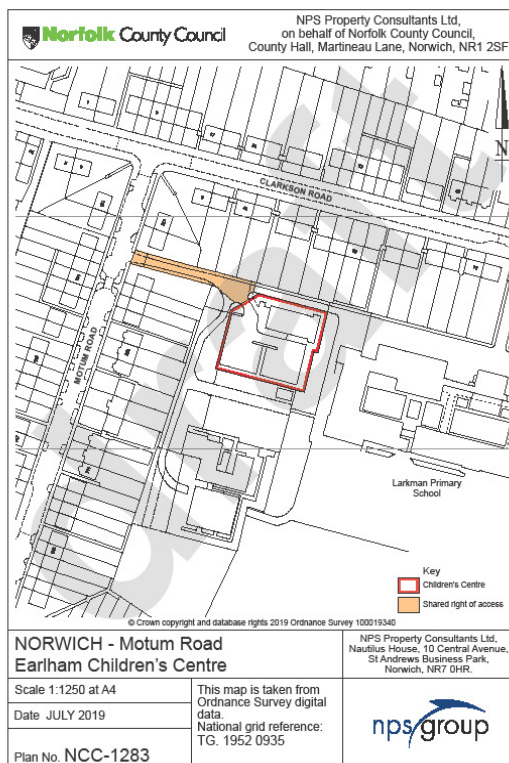 Norfolk County Council
NPS Property Consultants Ltd,
on behalf of Norfolk County Council,
County Hall, Martineau Lane, Norwich, NR1 2SF
N
CLARKSON ROAD
MOTUM ROAD
draft
Larkman Primary
School
Key
Children's Centre
Shared right of access
© Crown copyright and database rights 2019 Ordnance Survey 100019340
NORWICH - Motum Road
Earlham Children's Centre
NPS Property Consultants Ltd,
Nautilus House, 10 Central Avenue,
St Andrews Business Park,
Norwich, NR7 0HR.
Scale 1:1250 at A4
Date JULY 2019
Plan No. NCC-1283
This map is taken from
Ordnance Survey digital
data.
National grid reference:
TG. 1952 0935
nps group